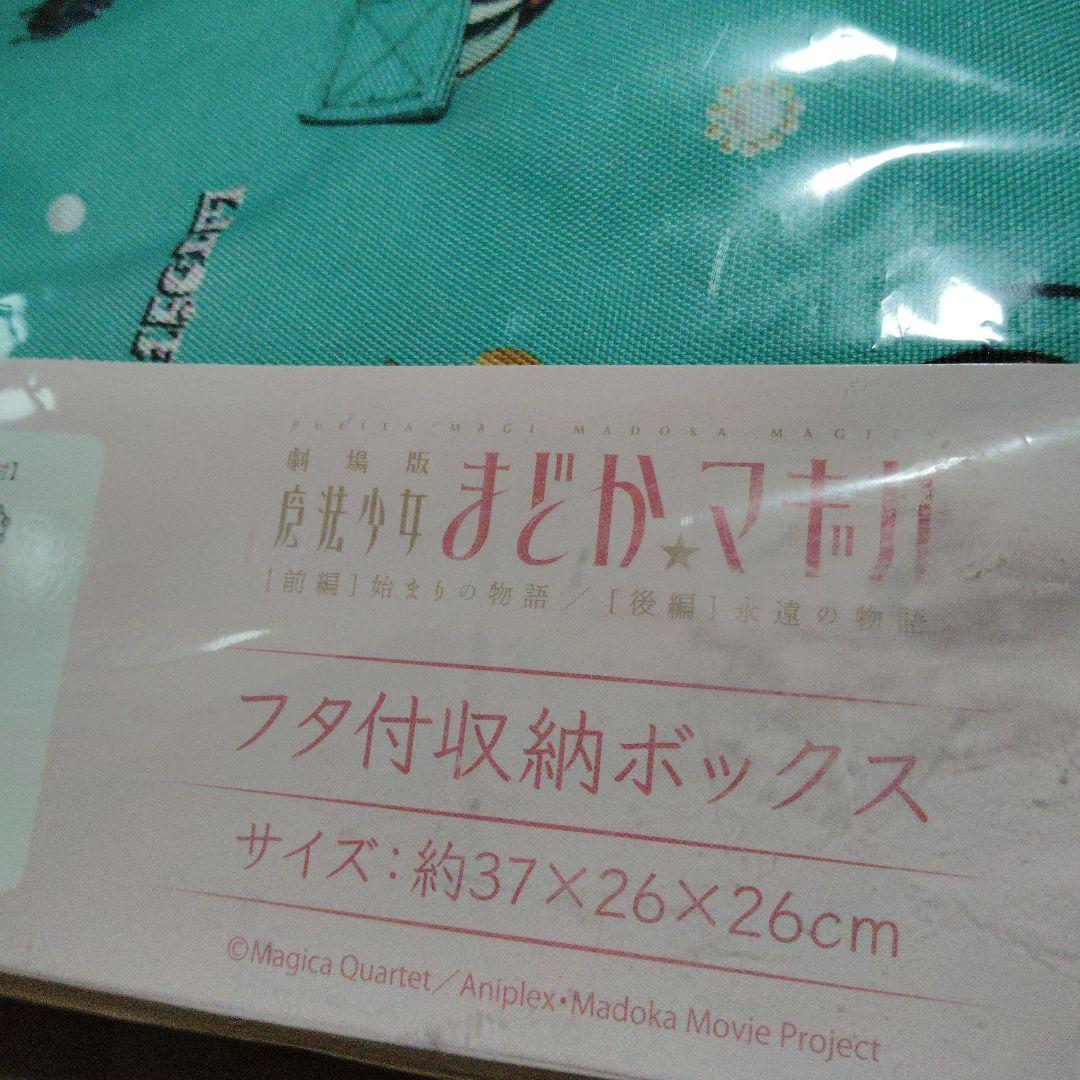 PUELLA MAGI MADOKA MAGICA
劇場版
魔法少女まどか★マギカ
[前編]始まりの物語／[後編]永遠の物語
フタ付収納ボックス
サイズ：約37×26×26cm
©Magica Quartet／Aniplex・Madoka Movie Project